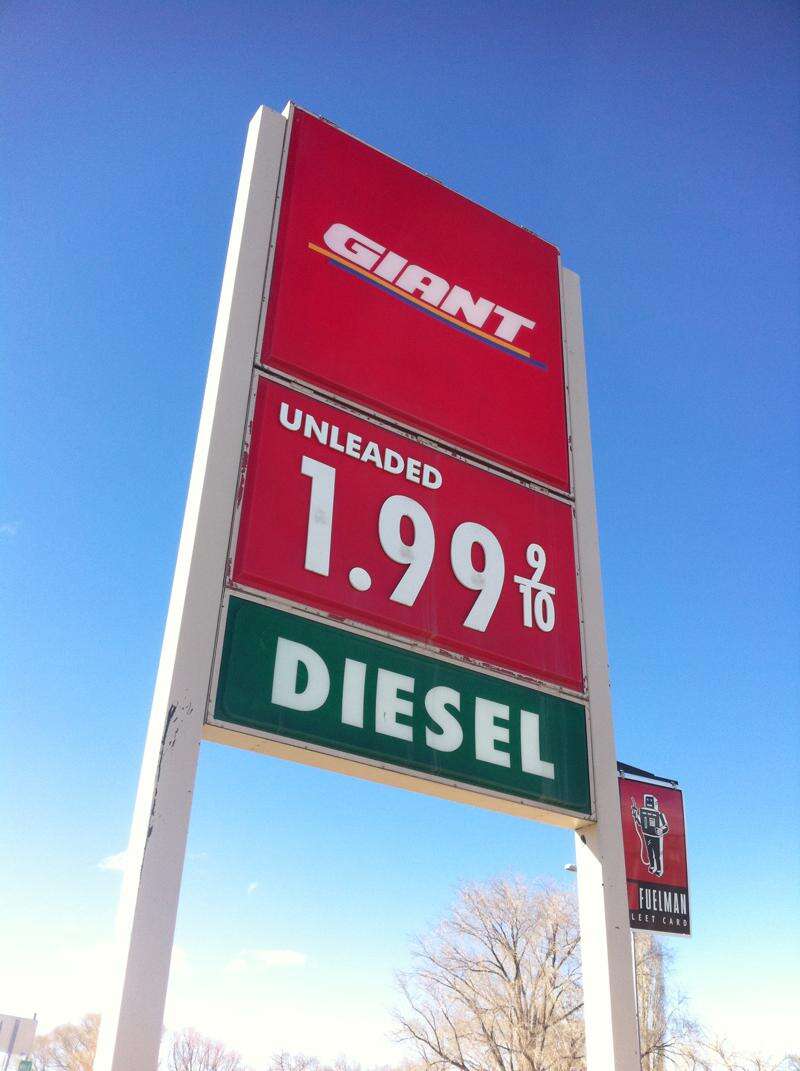 GIANT
UNLEADED
1.99 9/10
DIESEL
FUELMAN
LEET CARD